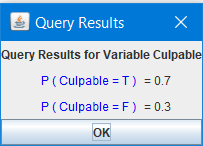 Query Results
Query Results for Variable Culpable
P ( Culpable = T ) = 0.7
P ( Culpable = F ) = 0.3
OK